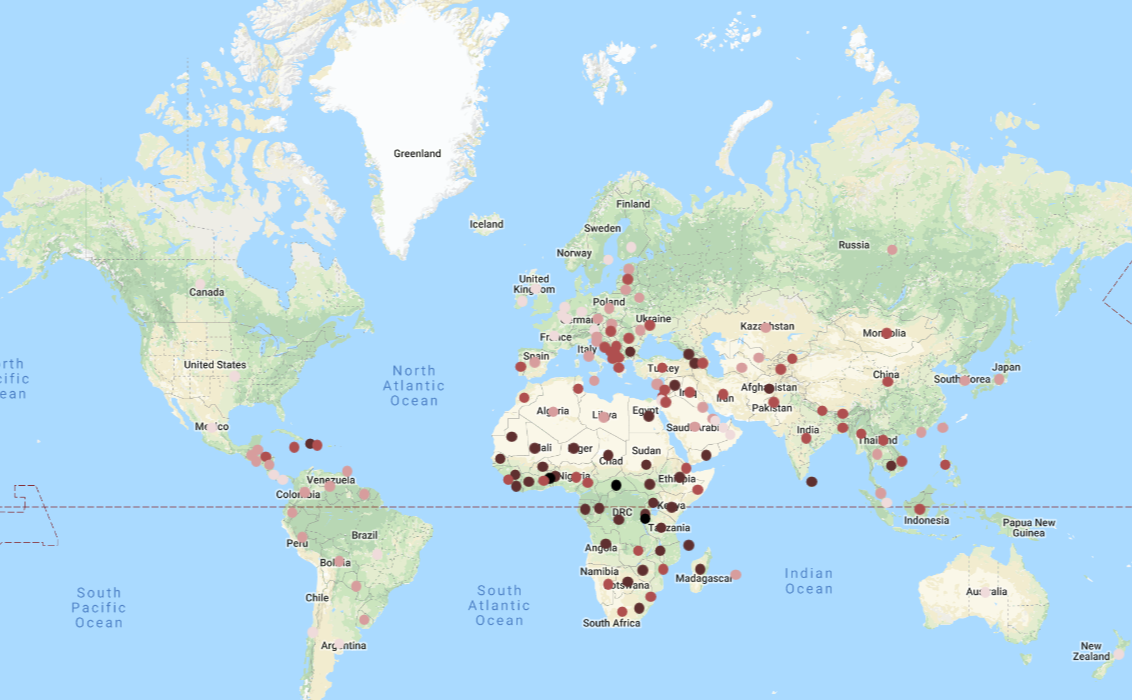 Greenland
Finland
Iceland
Sweden
Russia
Norway
United
Kingdom
Canada
Poland
Germany
Ukraine
Kazakhstan
Mongolia
France
Italy
North
Atlantic
Ocean
Spain
Turkey
United States
China
South Korea
Japan
Afghanistan
Iraq
Iran
Pakistan
Algeria
Libya
Egypt
Saudi Arabia
Mexico
India
Thailand
Mali
Niger
Chad
Sudan
Nigeria
Ethiopia
Venezuela
Colombia
DRC
Kenya
Indonesia
Papua New
Guinea
Tanzania
Peru
Brazil
Angola
Bolivia
Namibia
Botswana
Madagascar
Indian
Ocean
South
Pacific
Ocean
Chile
South
Atlantic
Ocean
Australia
South Africa
Argentina
New
Zealand